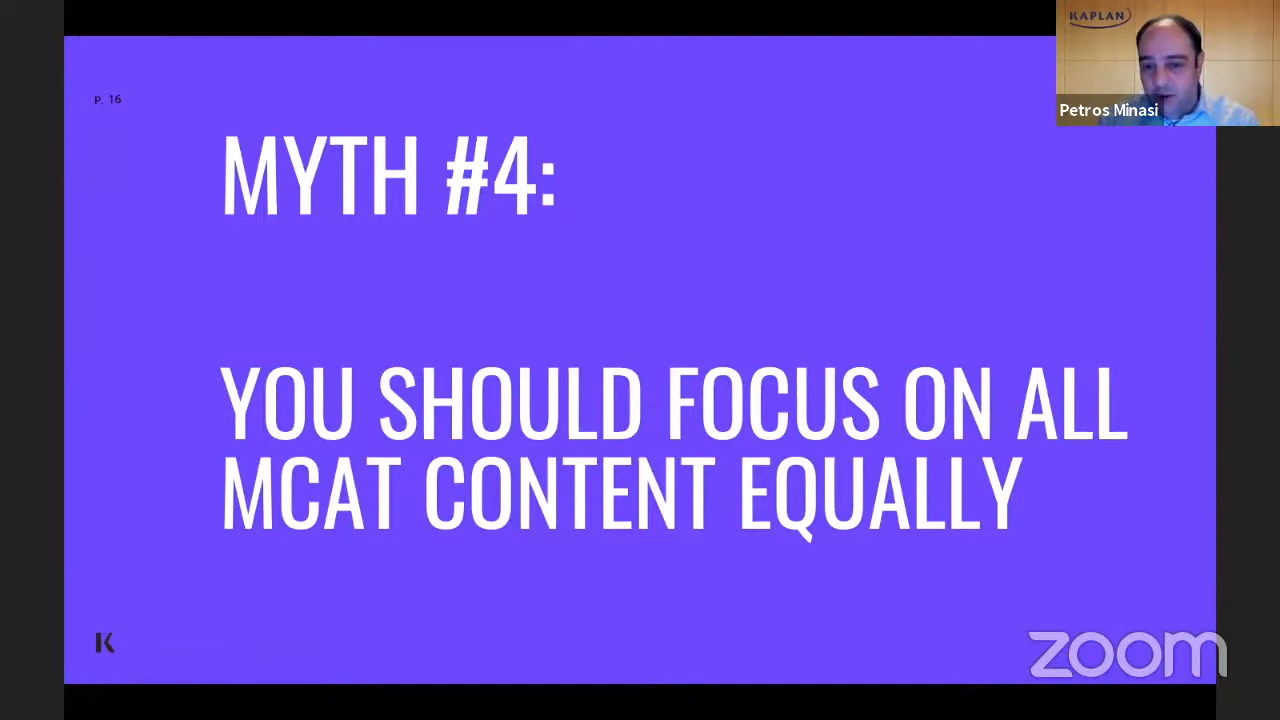 KAPLAN
Petros Minasi
P. 16
MYTH #4:
YOU SHOULD FOCUS ON ALL
MCAT CONTENT EQUALLY
K
zoom